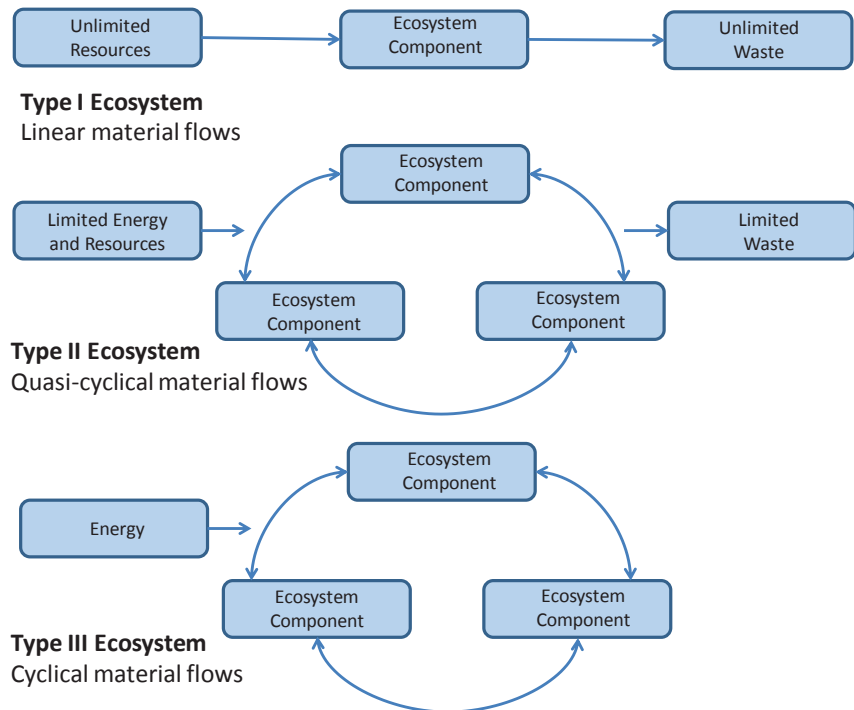 Unlimited
Resources
Ecosystem
Component
Unlimited
Waste
Type I Ecosystem
Linear material flows
Ecosystem
Component
Limited Energy
and Resources
Limited
Waste
Ecosystem
Component
Ecosystem
Component
Type II Ecosystem
Quasi-cyclical material flows
Ecosystem
Component
Energy
Ecosystem
Component
Ecosystem
Component
Type III Ecosystem
Cyclical material flows